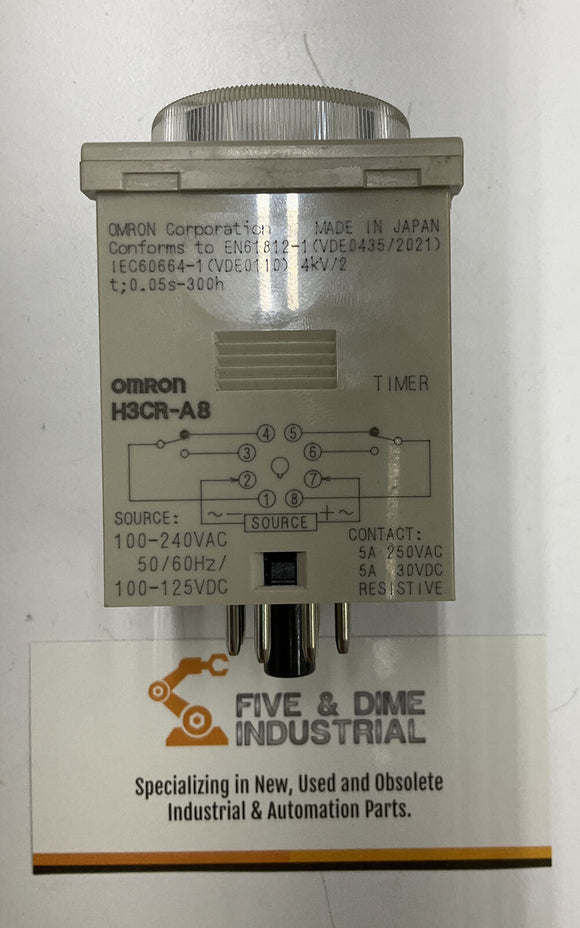 OMRON Corporation MADE IN JAPAN
Conforms to EN61812-1(VDE0435/2021)
IEC60664-1(VDE0110) 4kV/2
t;0.05s-300h
omron TIMER
H3CR-A8
4 5
3 6
2 7
1 8
~ − SOURCE + ~
SOURCE:
100-240VAC
50/60Hz/
100-125VDC
CONTACT:
5A 250VAC
5A 30VDC
RESISTIVE
FIVE & DIME
INDUSTRIAL
Specializing in New, Used and Obsolete
Industrial & Automation Parts.